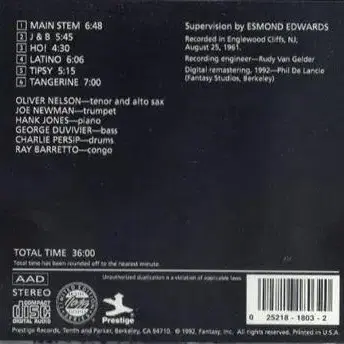 1 MAIN STEM 6:48
2 J & B 5:45
3 HO! 4:30
4 LATINO 6:06
5 TIPSY 5:15
6 TANGERINE 7:00
OLIVER NELSON—tenor and alto sax
JOE NEWMAN—trumpet
HANK JONES—piano
GEORGE DUVIVIER—bass
CHARLIE PERSIP—drums
RAY BARRETTO—congo
Supervision by ESMOND EDWARDS
Recorded in Englewood Cliffs, NJ;
August 25, 1961.
Recording engineer—Rudy Van Gelder
Digital remastering, 1992—Phil De Lancie
(Fantasy Studios, Berkeley)
TOTAL TIME 36:00
Total time has been rounded off to the nearest minute.
AAD
STEREO
COMPACT
disc
DIGITAL AUDIO
Prestige
Unauthorized duplication is a violation of applicable laws.
0 25218-1803-2
Prestige Records, Tenth and Parker, Berkeley, CA 94710. © 1992, Fantasy, Inc. All rights reserved. Printed in U.S.A.